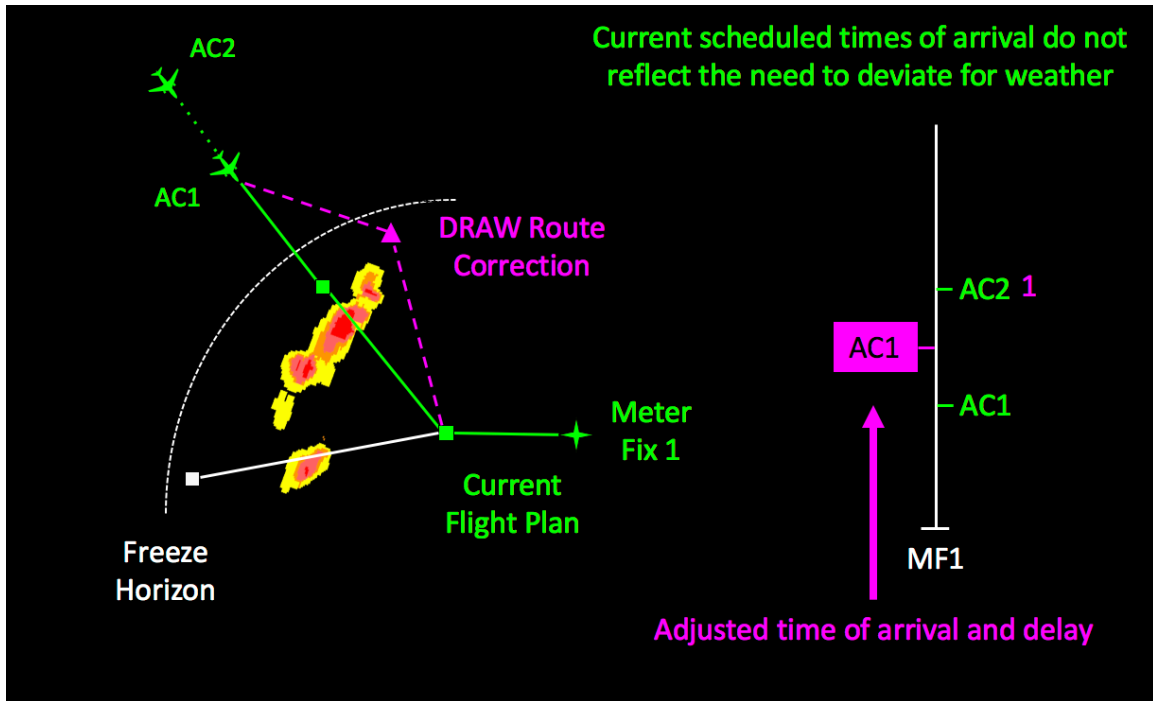 AC2
AC1
DRAW Route
Correction
Meter
Fix 1
Current
Flight Plan
Freeze
Horizon
Current scheduled times of arrival do not
reflect the need to deviate for weather
AC2 1
AC1
AC1
MF1
Adjusted time of arrival and delay